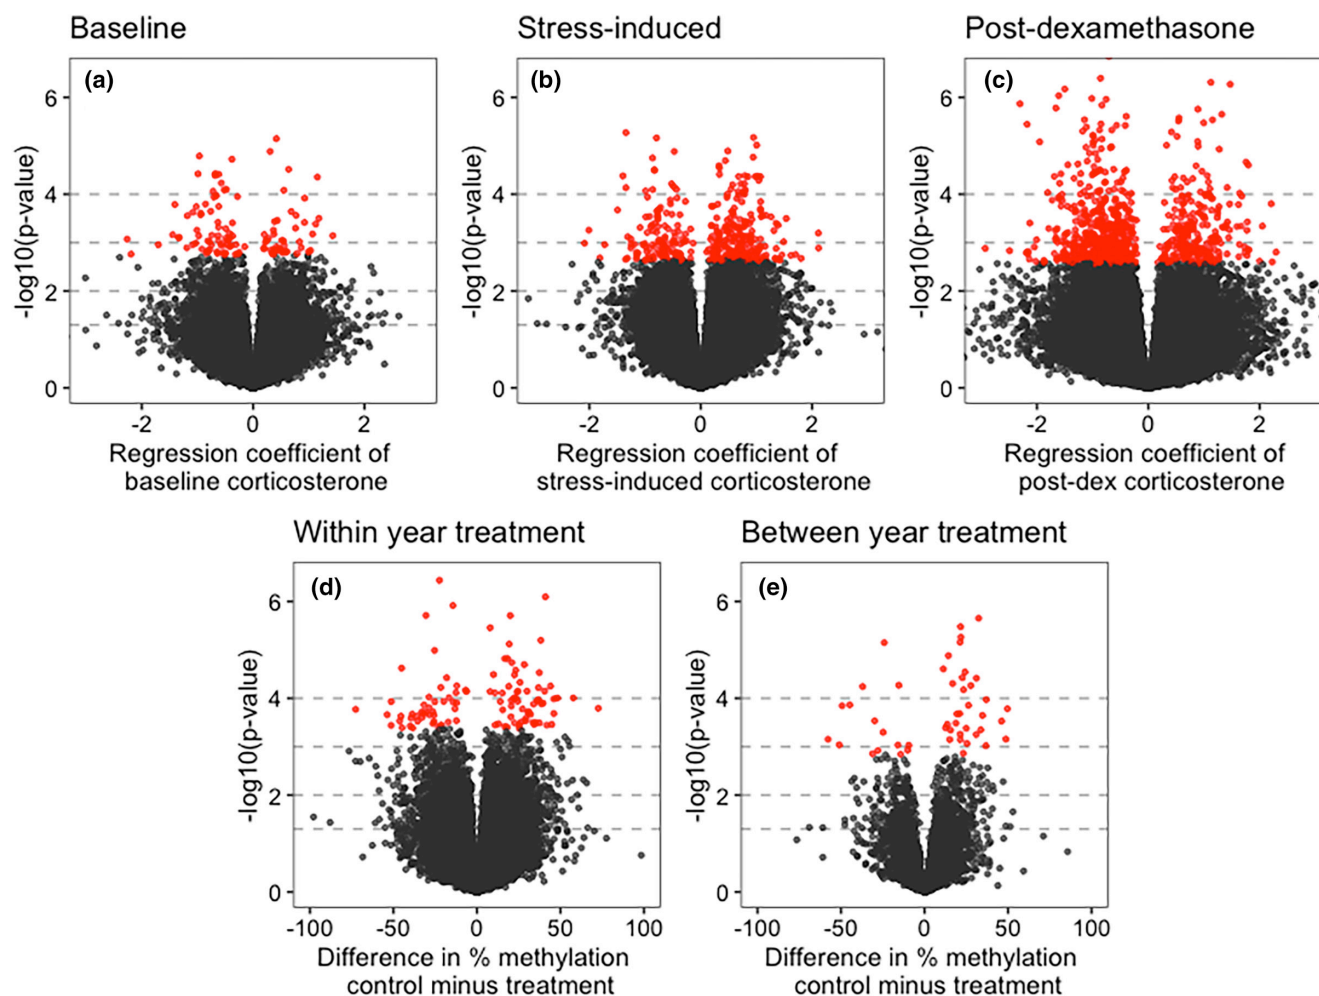 Baseline
Stress-induced
Post-dexamethasone
(a)
(b)
(c)
6
4
2
0
-log10(p-value)
6
4
2
0
-log10(p-value)
6
4
2
0
-log10(p-value)
-2 0 2
-2 0 2
-2 0 2
Regression coefficient of
baseline corticosterone
Regression coefficient of
stress-induced corticosterone
Regression coefficient of
post-dex corticosterone
Within year treatment
Between year treatment
(d)
(e)
6
4
2
0
-log10(p-value)
6
4
2
0
-log10(p-value)
-100 -50 0 50 100
-100 -50 0 50 100
Difference in % methylation
control minus treatment
Difference in % methylation
control minus treatment